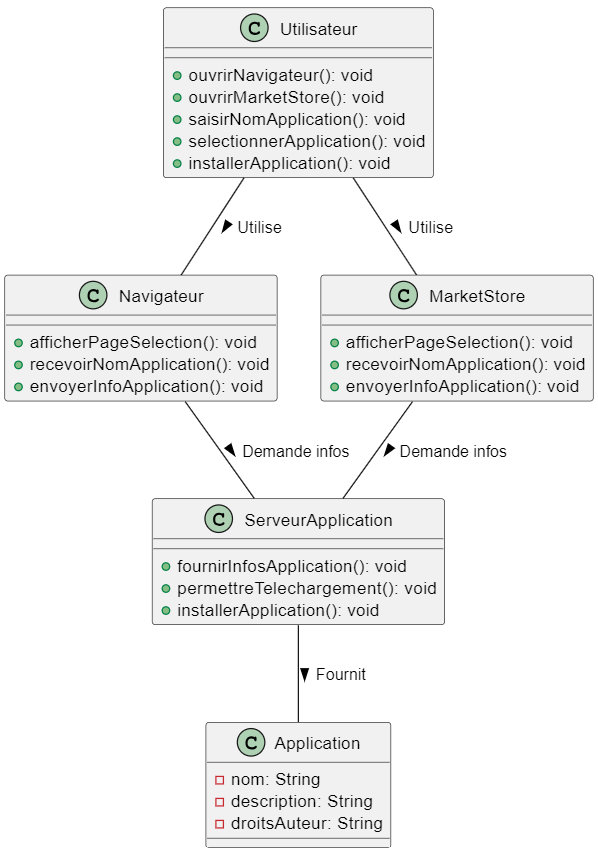 C Utilisateur
ouvrirNavigateur(): void
ouvrirMarketStore(): void
saisirNomApplication(): void
selectionnerApplication(): void
installerApplication(): void
Utilise
Utilise
C Navigateur
afficherPageSelection(): void
recevoirNomApplication(): void
envoyerInfoApplication(): void
C MarketStore
afficherPageSelection(): void
recevoirNomApplication(): void
envoyerInfoApplication(): void
Demande infos
Demande infos
C ServeurApplication
fournirInfosApplication(): void
permettreTelechargement(): void
installerApplication(): void
Fournit
C Application
nom: String
description: String
droitsAuteur: String